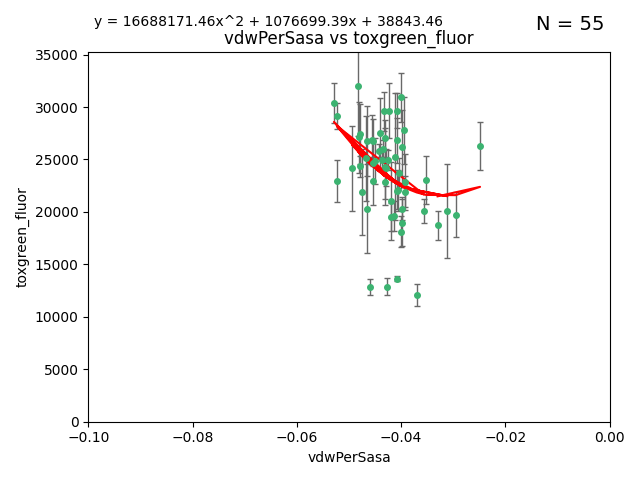 y = 16688171.46x^2 + 1076699.39x + 38843.46
N = 55
vdwPerSasa vs toxgreen_fluor
35000
30000
25000
20000
15000
10000
5000
0
toxgreen_fluor
−0.10
−0.08
−0.06
−0.04
−0.02
0.00
vdwPerSasa